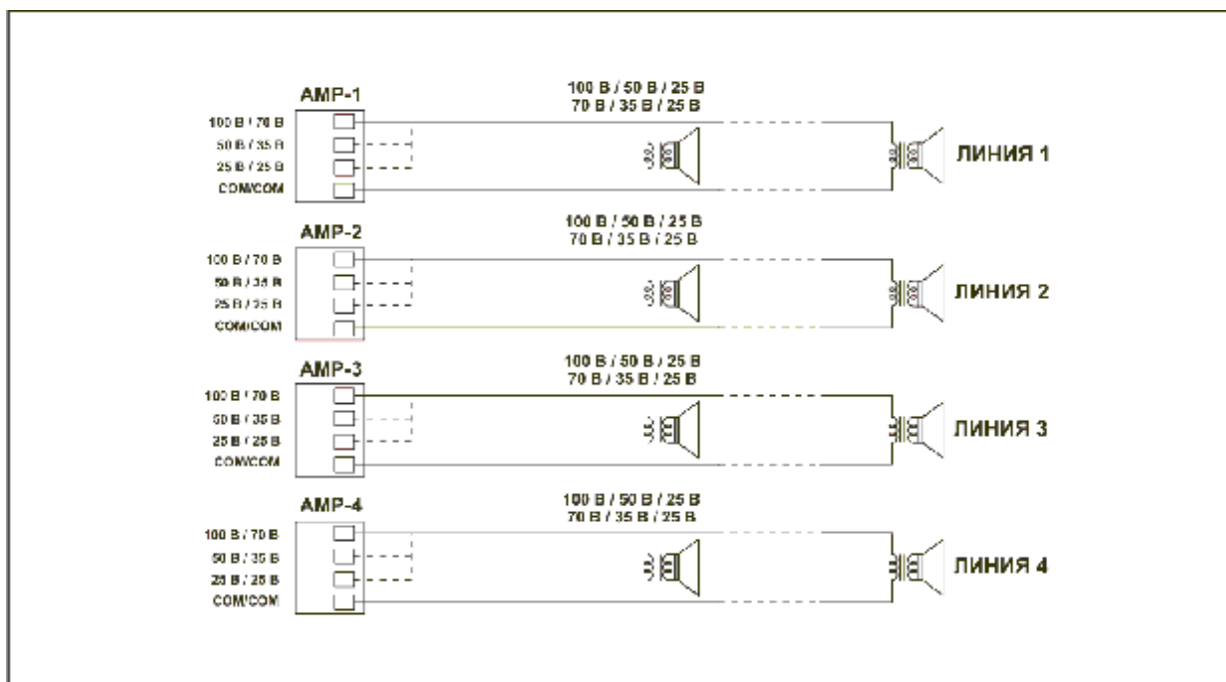 AMP-1
100 В / 50 В / 25 В
70 В / 35 В / 25 В
100 В / 70 В
50 В / 35 В
25 В / 25 В
COM/COM
ЛИНИЯ 1
AMP-2
100 В / 50 В / 25 В
70 В / 35 В / 25 В
100 В / 70 В
50 В / 35 В
25 В / 25 В
COM/COM
ЛИНИЯ 2
AMP-3
100 В / 50 В / 25 В
70 В / 35 В / 25 В
100 В / 70 В
50 В / 35 В
25 В / 25 В
COM/COM
ЛИНИЯ 3
AMP-4
100 В / 50 В / 25 В
70 В / 35 В / 25 В
100 В / 70 В
50 В / 35 В
25 В / 25 В
COM/COM
ЛИНИЯ 4